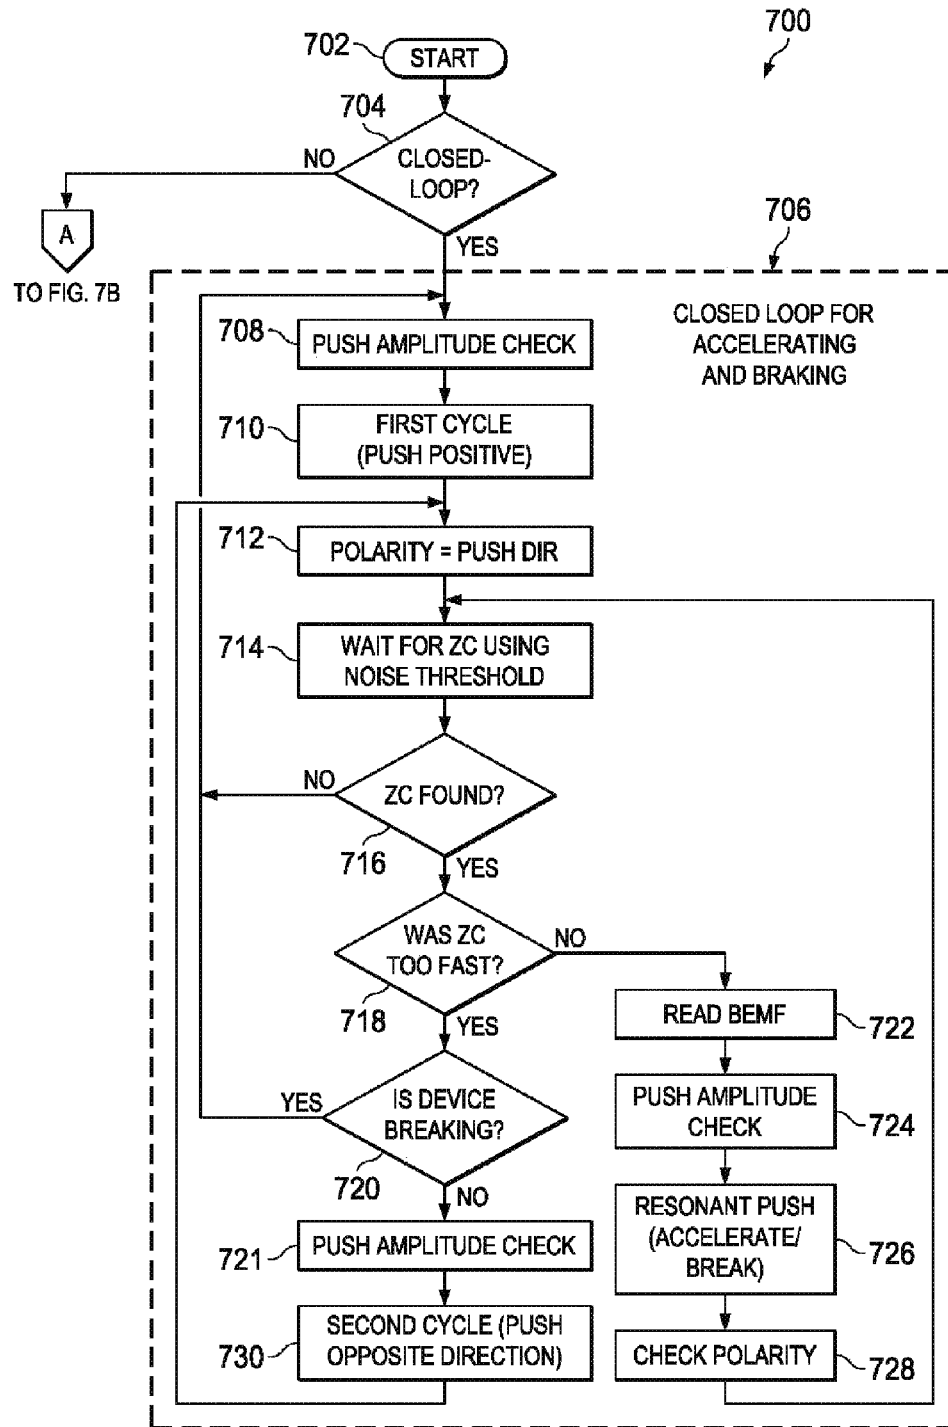 700
702
START
704
CLOSED-
LOOP?
NO
YES
A
TO FIG. 7B
706
CLOSED LOOP FOR
ACCELERATING
AND BRAKING
708
PUSH AMPLITUDE CHECK
710
FIRST CYCLE
(PUSH POSITIVE)
712
POLARITY = PUSH DIR
714
WAIT FOR ZC USING
NOISE THRESHOLD
NO
ZC FOUND?
716
YES
WAS ZC
TOO FAST?
NO
718
YES
READ BEMF
722
YES
IS DEVICE
BREAKING?
720
NO
PUSH AMPLITUDE
CHECK
724
721
PUSH AMPLITUDE CHECK
RESONANT PUSH
(ACCELERATE/
BREAK)
726
730
SECOND CYCLE (PUSH
OPPOSITE DIRECTION)
CHECK POLARITY
728